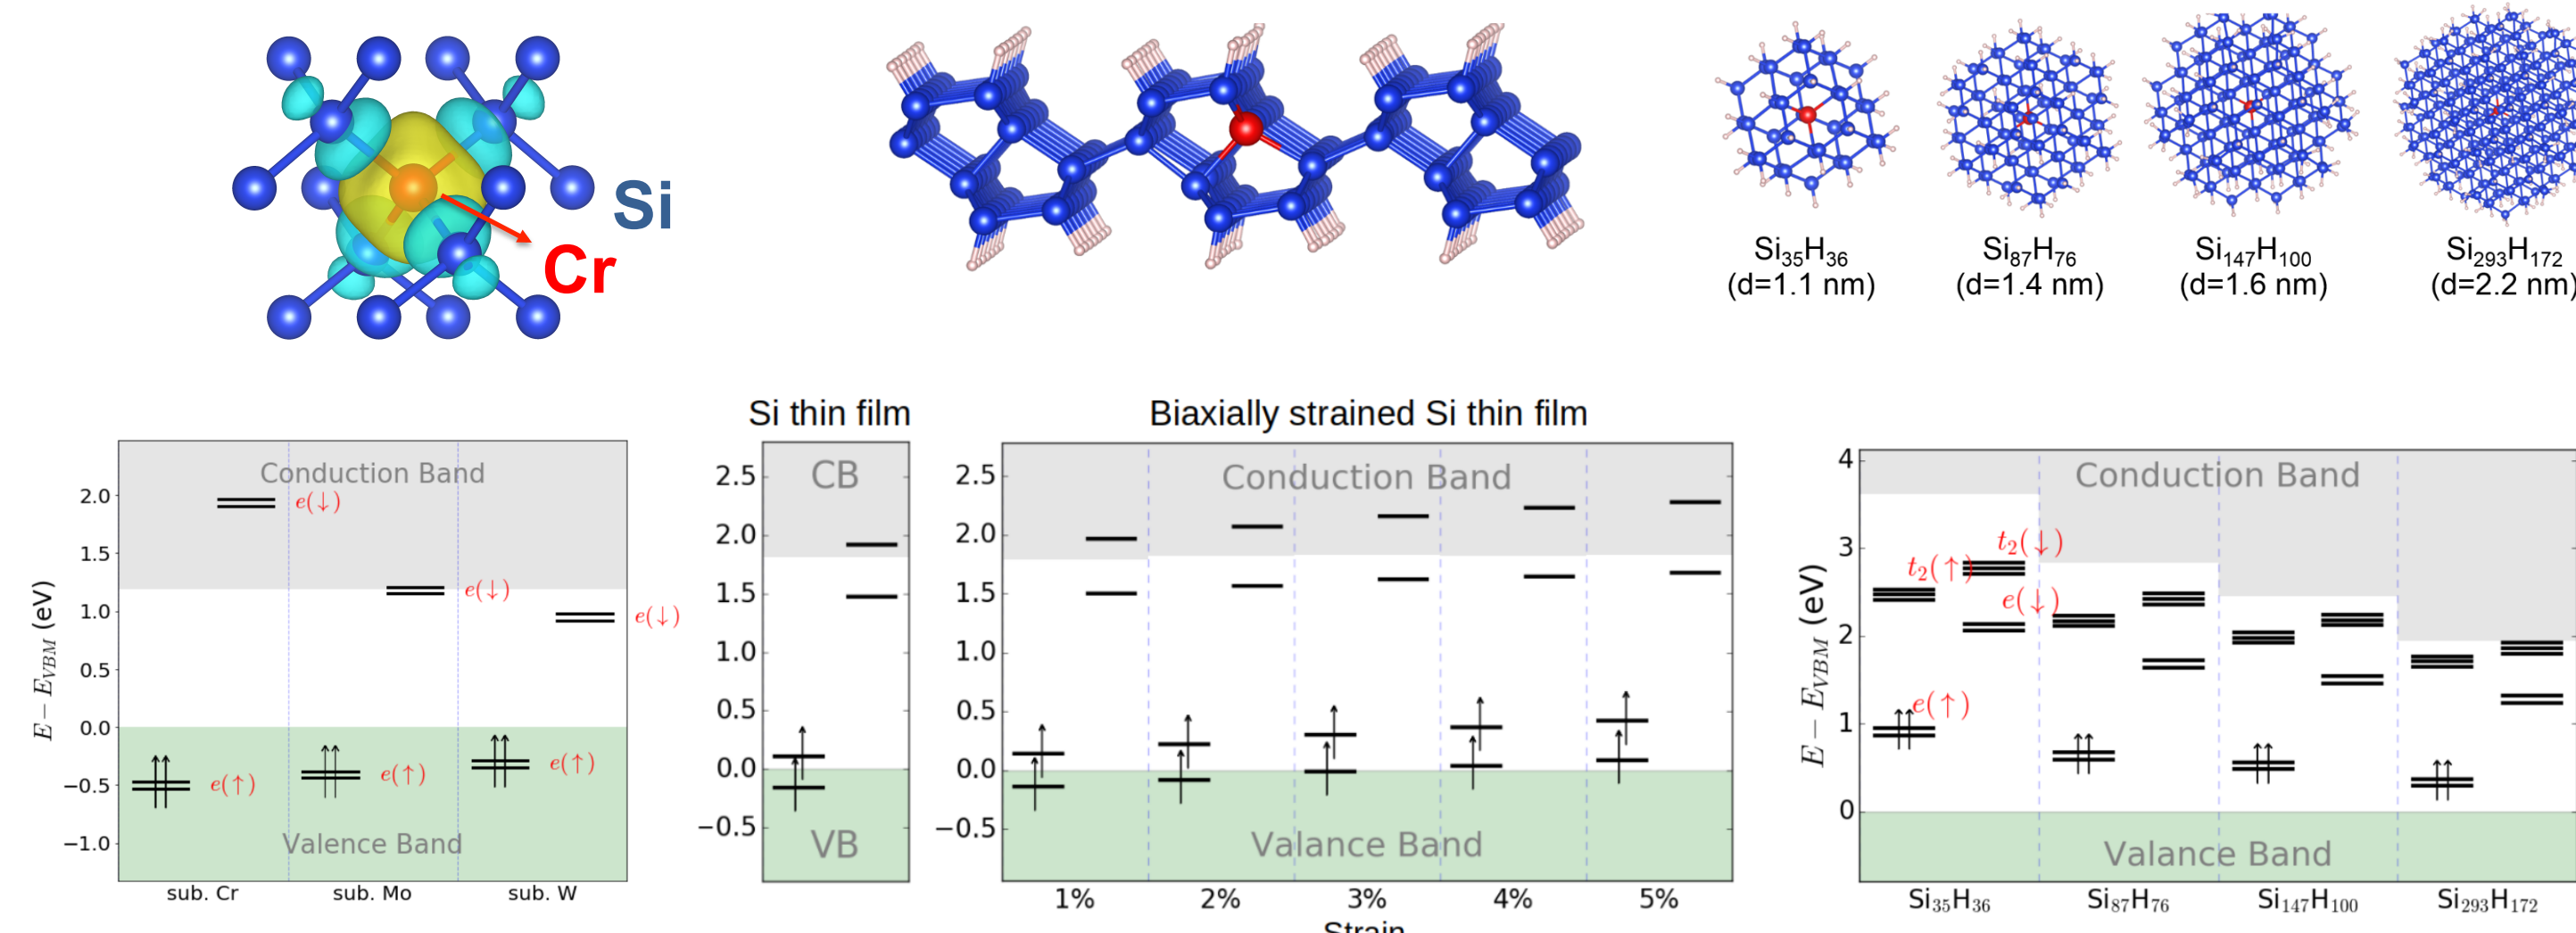 Si
Cr
Si₃₅H₃₆
(d=1.1 nm)
Si₈₇H₇₆
(d=1.4 nm)
Si₁₄₇H₁₀₀
(d=1.6 nm)
Si₂₉₃H₁₇₂
(d=2.2 nm)
E − E_VBM (eV)
2.0
1.5
1.0
0.5
0.0
−0.5
−1.0
Conduction Band
e(↓)
e(↓)
e(↓)
e(↑)
e(↑)
e(↑)
Valence Band
sub. Cr
sub. Mo
sub. W
Si thin film
2.5
2.0
1.5
1.0
0.5
0.0
−0.5
CB
VB
Biaxially strained Si thin film
2.5
2.0
1.5
1.0
0.5
0.0
−0.5
Conduction Band
Valance Band
1%
2%
3%
4%
5%
Strain
E − E_VBM (eV)
4
3
2
1
0
Conduction Band
t₂(↓)
t₂(↑)
e(↓)
e(↑)
Valance Band
Si₃₅H₃₆
Si₈₇H₇₆
Si₁₄₇H₁₀₀
Si₂₉₃H₁₇₂